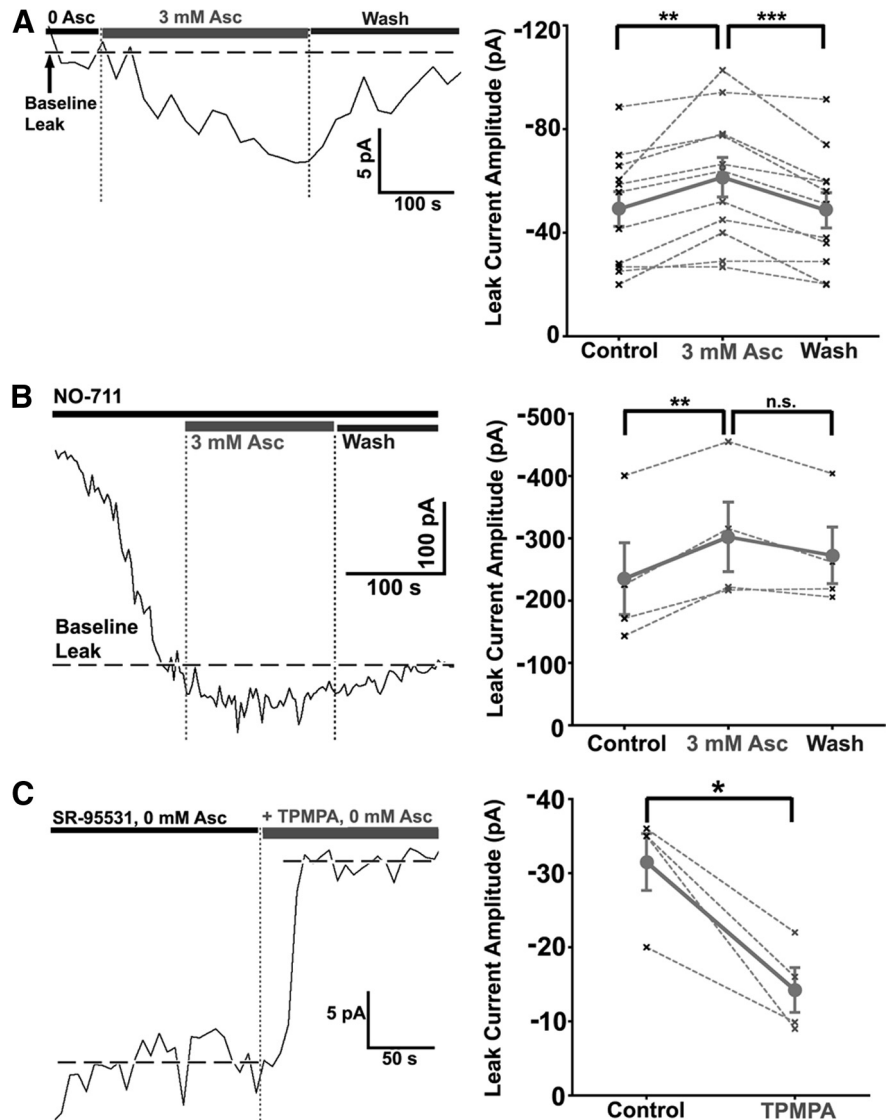 A
0 Asc
3 mM Asc
Wash
Baseline
Leak
5 pA
100 s
Leak Current Amplitude (pA)
-120
-80
-40
0
**
***
Control
3 mM Asc
Wash
B
NO-711
3 mM Asc
Wash
100 pA
100 s
Baseline
Leak
Leak Current Amplitude (pA)
-500
-400
-300
-200
-100
0
**
n.s.
Control
3 mM Asc
Wash
C
SR-95531, 0 mM Asc
+ TPMPA, 0 mM Asc
5 pA
50 s
Leak Current Amplitude (pA)
-40
-30
-20
-10
0
*
Control
TPMPA